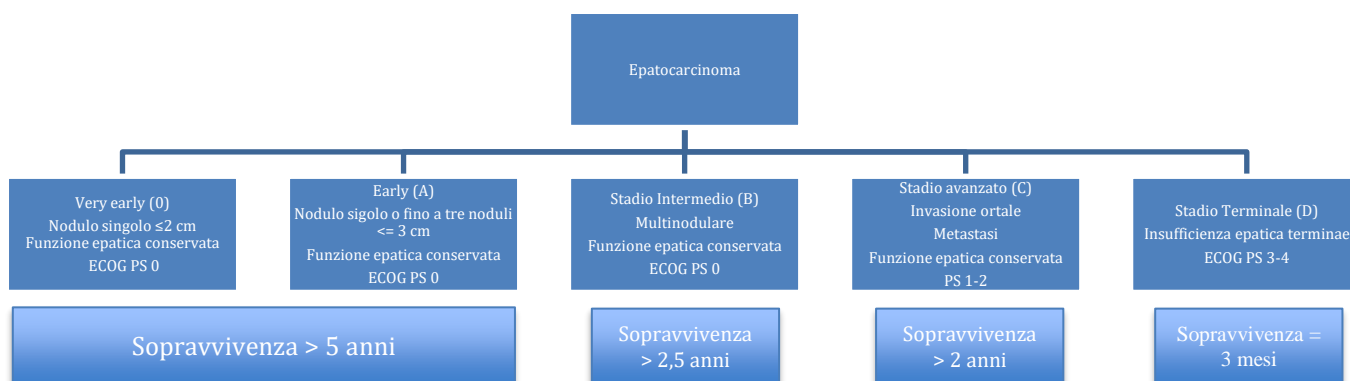 Epatocarcinoma
Very early (0)
Nodulo singolo ≤2 cm
Funzione epatica conservata
ECOG PS 0
Early (A)
Nodulo sigolo o fino a tre noduli
<= 3 cm
Funzione epatica conservata
ECOG PS 0
Stadio Intermedio (B)
Multinodulare
Funzione epatica conservata
ECOG PS 0
Stadio avanzato (C)
Invasione ortale
Metastasi
Funzione epatica conservata
PS 1-2
Stadio Terminale (D)
Insufficienza epatica terminae
ECOG PS 3-4
Sopravvivenza > 5 anni
Sopravvivenza
> 2,5 anni
Sopravvivenza
> 2 anni
Sopravvivenza =
3 mesi